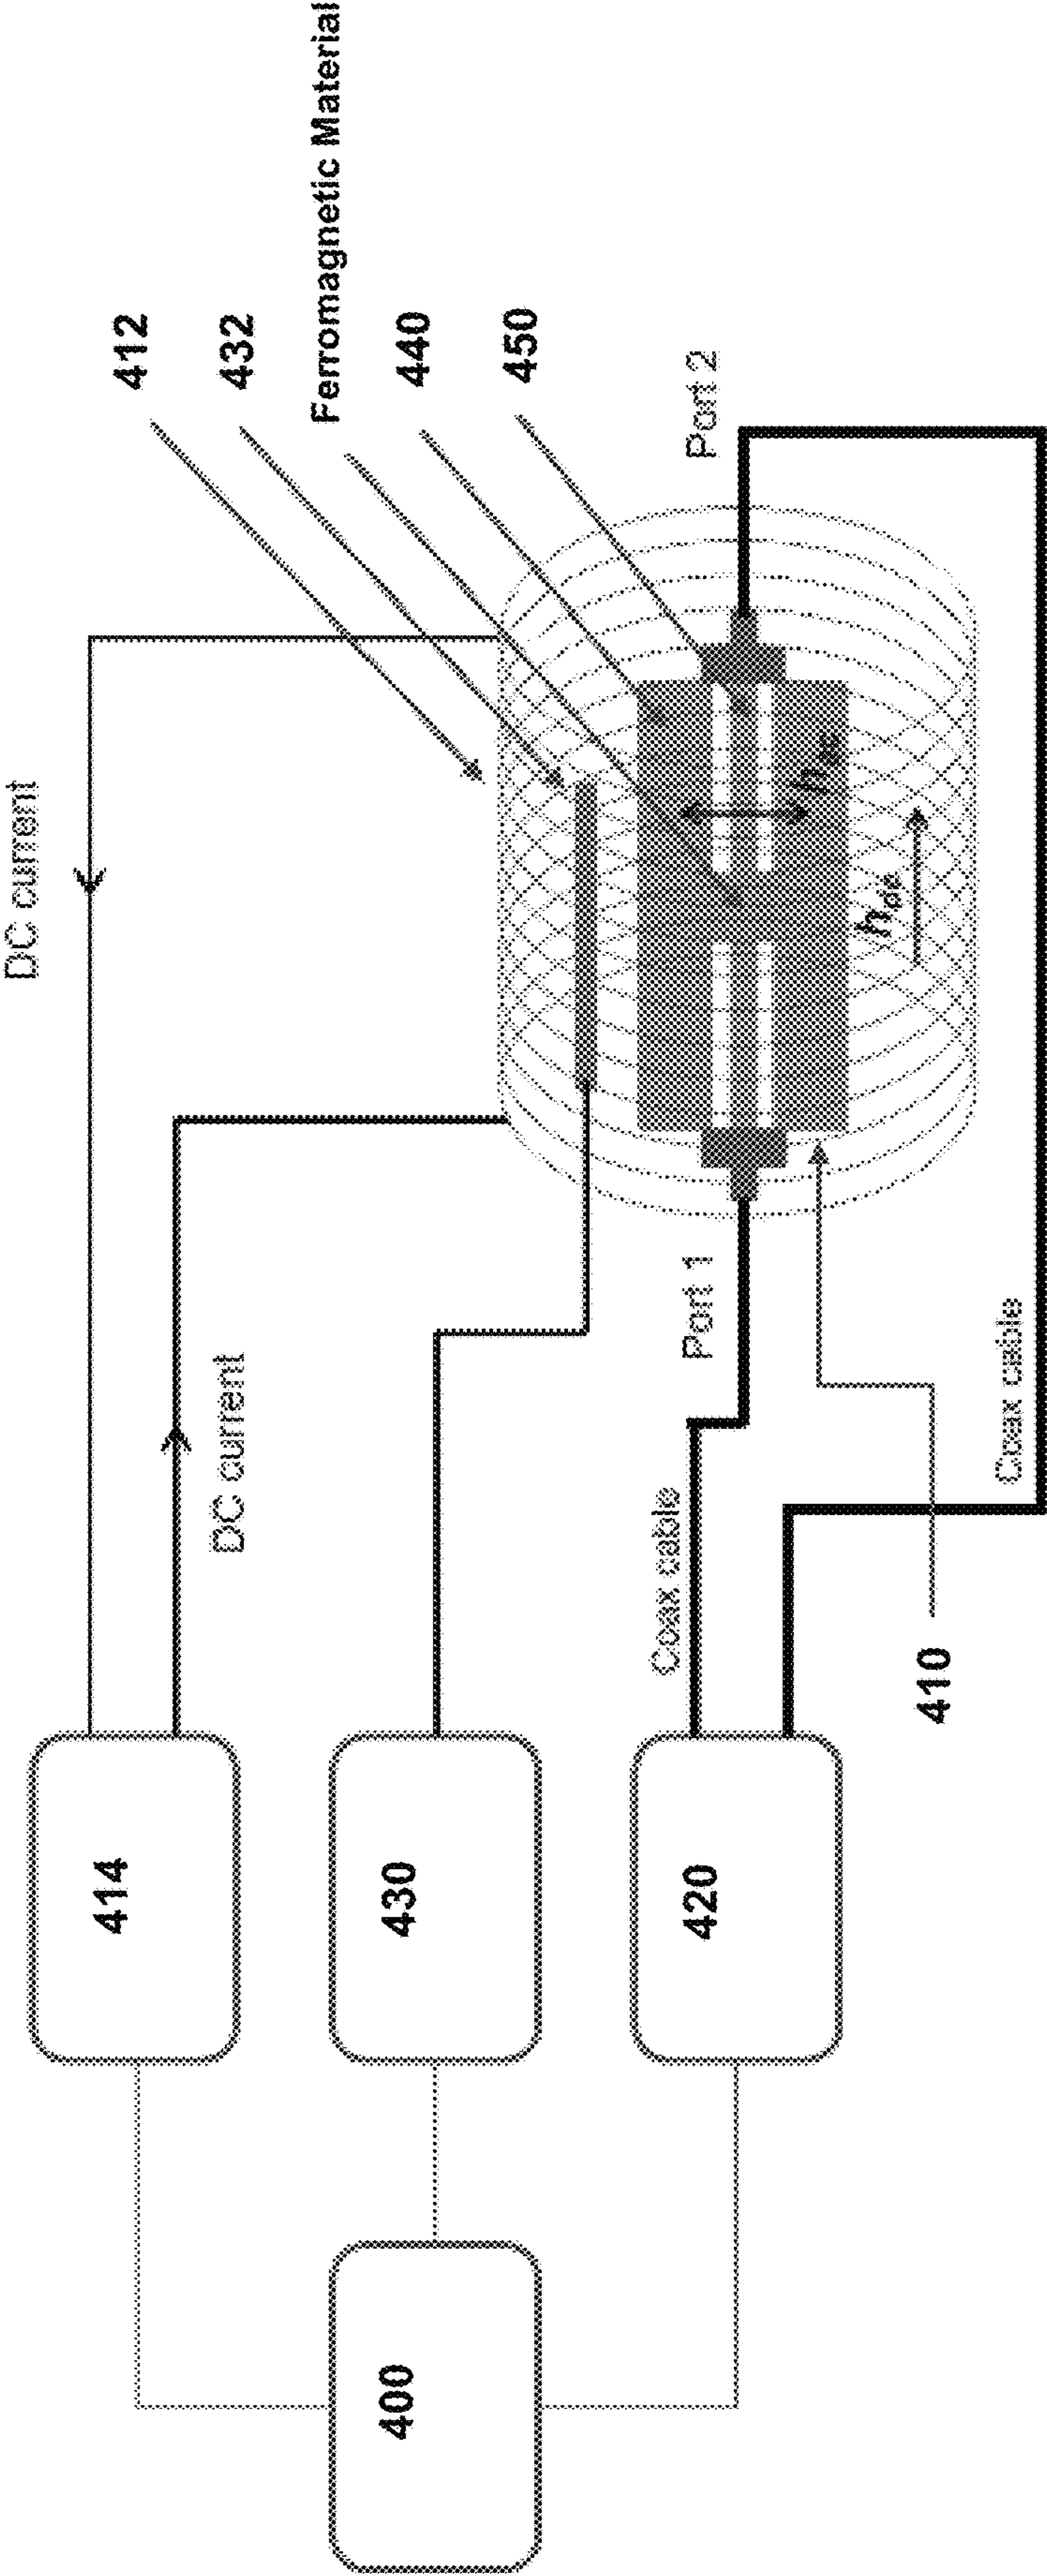 DC current
414
412
DC current
432
Ferromagnetic Material
400
430
440
450
Coax cable
420
Port 1
Port 2
h_dc
410
Coax cable